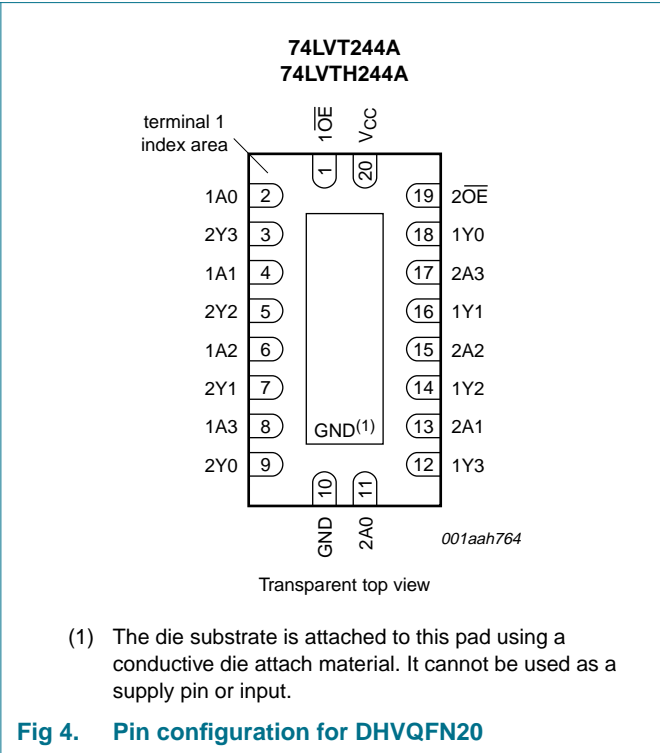 74LVT244A
74LVTH244A
terminal 1
index area
1OE
VCC
1
20
1A0 2 19 2OE
2Y3 3 18 1Y0
1A1 4 17 2A3
2Y2 5 16 1Y1
1A2 6 15 2A2
2Y1 7 14 1Y2
1A3 8 GND(1) 13 2A1
2Y0 9 12 1Y3
10
11
GND
2A0
001aah764
Transparent top view
(1) The die substrate is attached to this pad using a
conductive die attach material. It cannot be used as a
supply pin or input.
Fig 4. Pin configuration for DHVQFN20